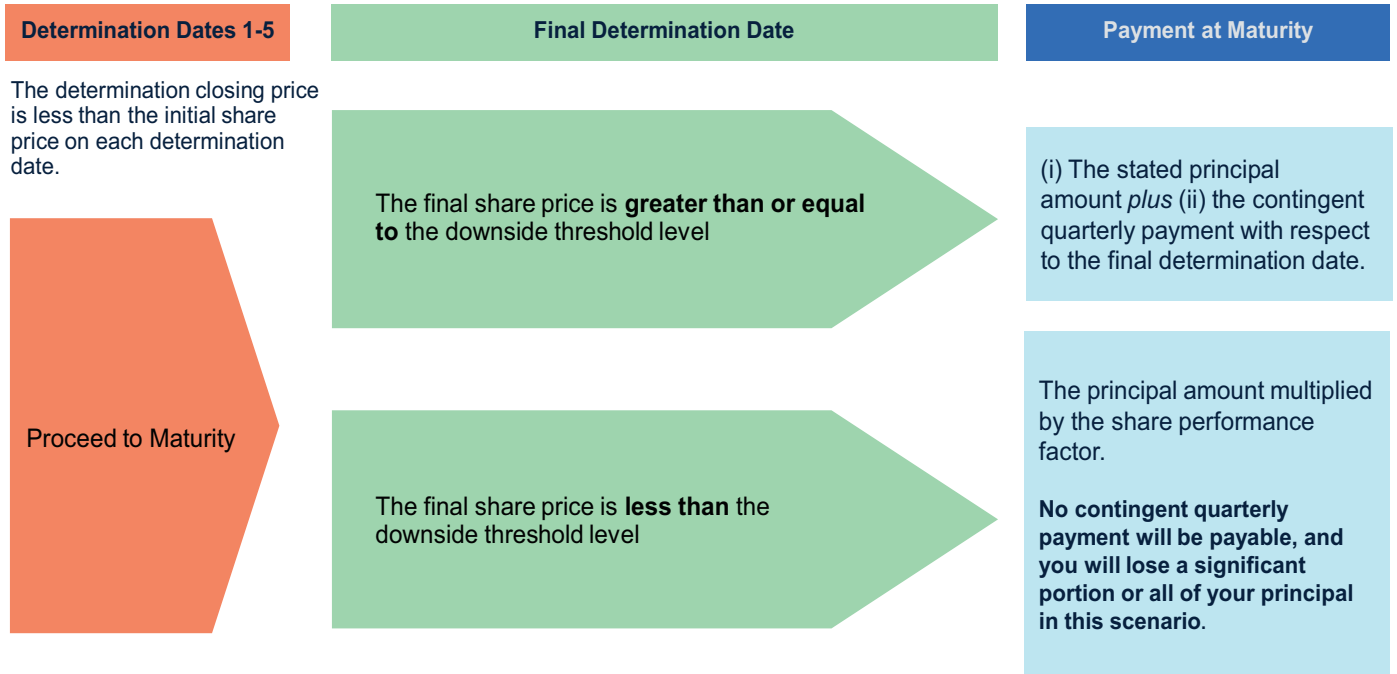 Determination Dates 1-5
Final Determination Date
Payment at Maturity
The determination closing price
is less than the initial share
price on each determination
date.
Proceed to Maturity
The final share price is greater than or equal
to the downside threshold level
(i) The stated principal
amount plus (ii) the contingent
quarterly payment with respect
to the final determination date.
The final share price is less than the
downside threshold level
The principal amount multiplied
by the share performance
factor.
No contingent quarterly
payment will be payable, and
you will lose a significant
portion or all of your principal
in this scenario.